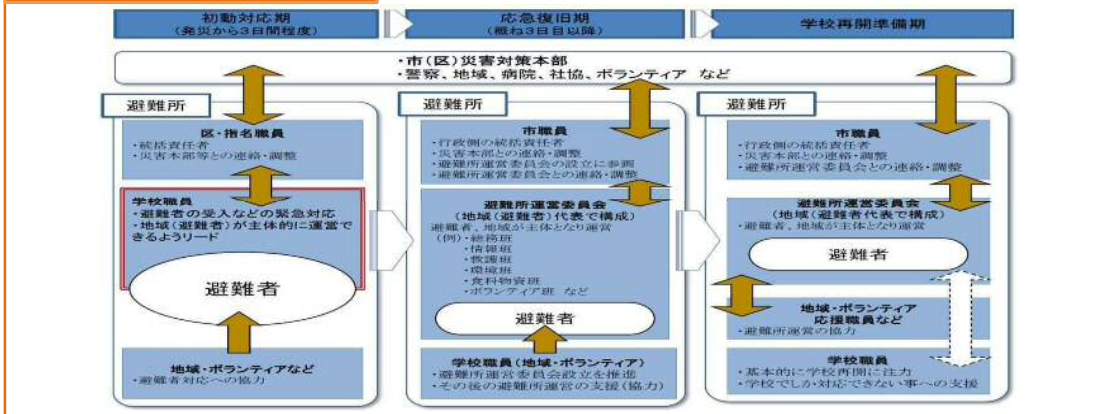 初動対応期
(発災から3日間程度)
応急復旧期
(概ね3日目以降)
学校再開準備期
・市(区)災害対策本部
・警察、地域、病院、社協、ボランティア など
避難所
区・指名職員
・統括責任者
・災害本部等との連絡・調整
学校職員
・避難者の受入などの緊急対応
・地域(避難者)が主体的に運営で
きるようリード
避難者
地域・ボランティアなど
・避難者対応への協力
避難所
市職員
・行政側の統括責任者
・災害本部との連絡・調整
・避難所運営委員会の設立に参画
・避難所運営委員会との連絡・調整
避難所運営委員会
(地域(避難者)代表で構成)
避難者、地域が主体となり運営
(例)・総務班
・情報班
・救護班
・環境班
・食料物資班
・ボランティア班 など
避難者
学校職員(地域・ボランティア)
・避難所運営委員会設立を推進
・その後の避難所運営の支援(協力)
避難所
市職員
・行政側の統括責任者
・災害本部との連絡・調整
・避難所運営委員会との連絡・調整
避難所運営委員会
(地域(避難者代表で構成)
・避難者、地域が主体となり運営
避難者
地域・ボランティア
応援職員など
・避難所運営の協力
学校職員
・基本的に学校再開に注力
・学校でしか対応できない事への支援